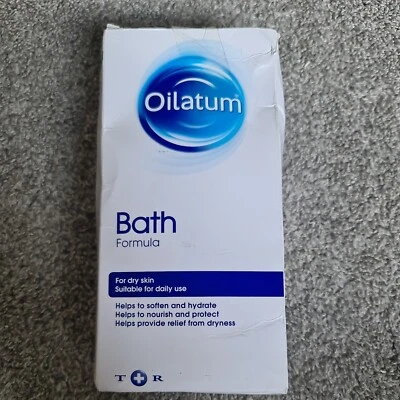 Oilatum
Bath
Formula
For dry skin
Suitable for daily use
Helps to soften and hydrate
Helps to nourish and protect
Helps provide relief from dryness
T R